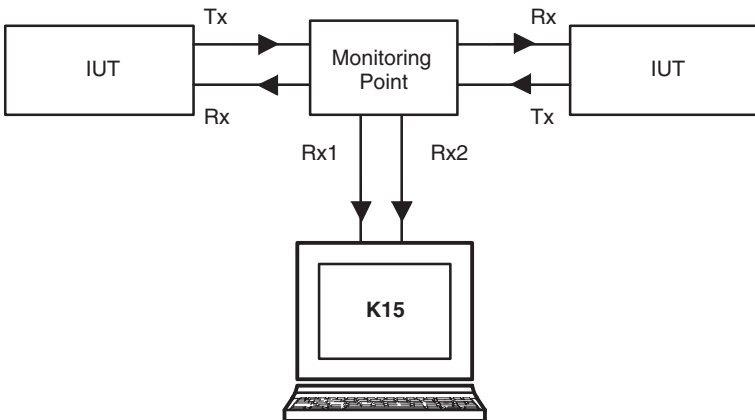 Tx
Rx
IUT
Monitoring
Point
IUT
Rx
Tx
Rx1
Rx2
K15